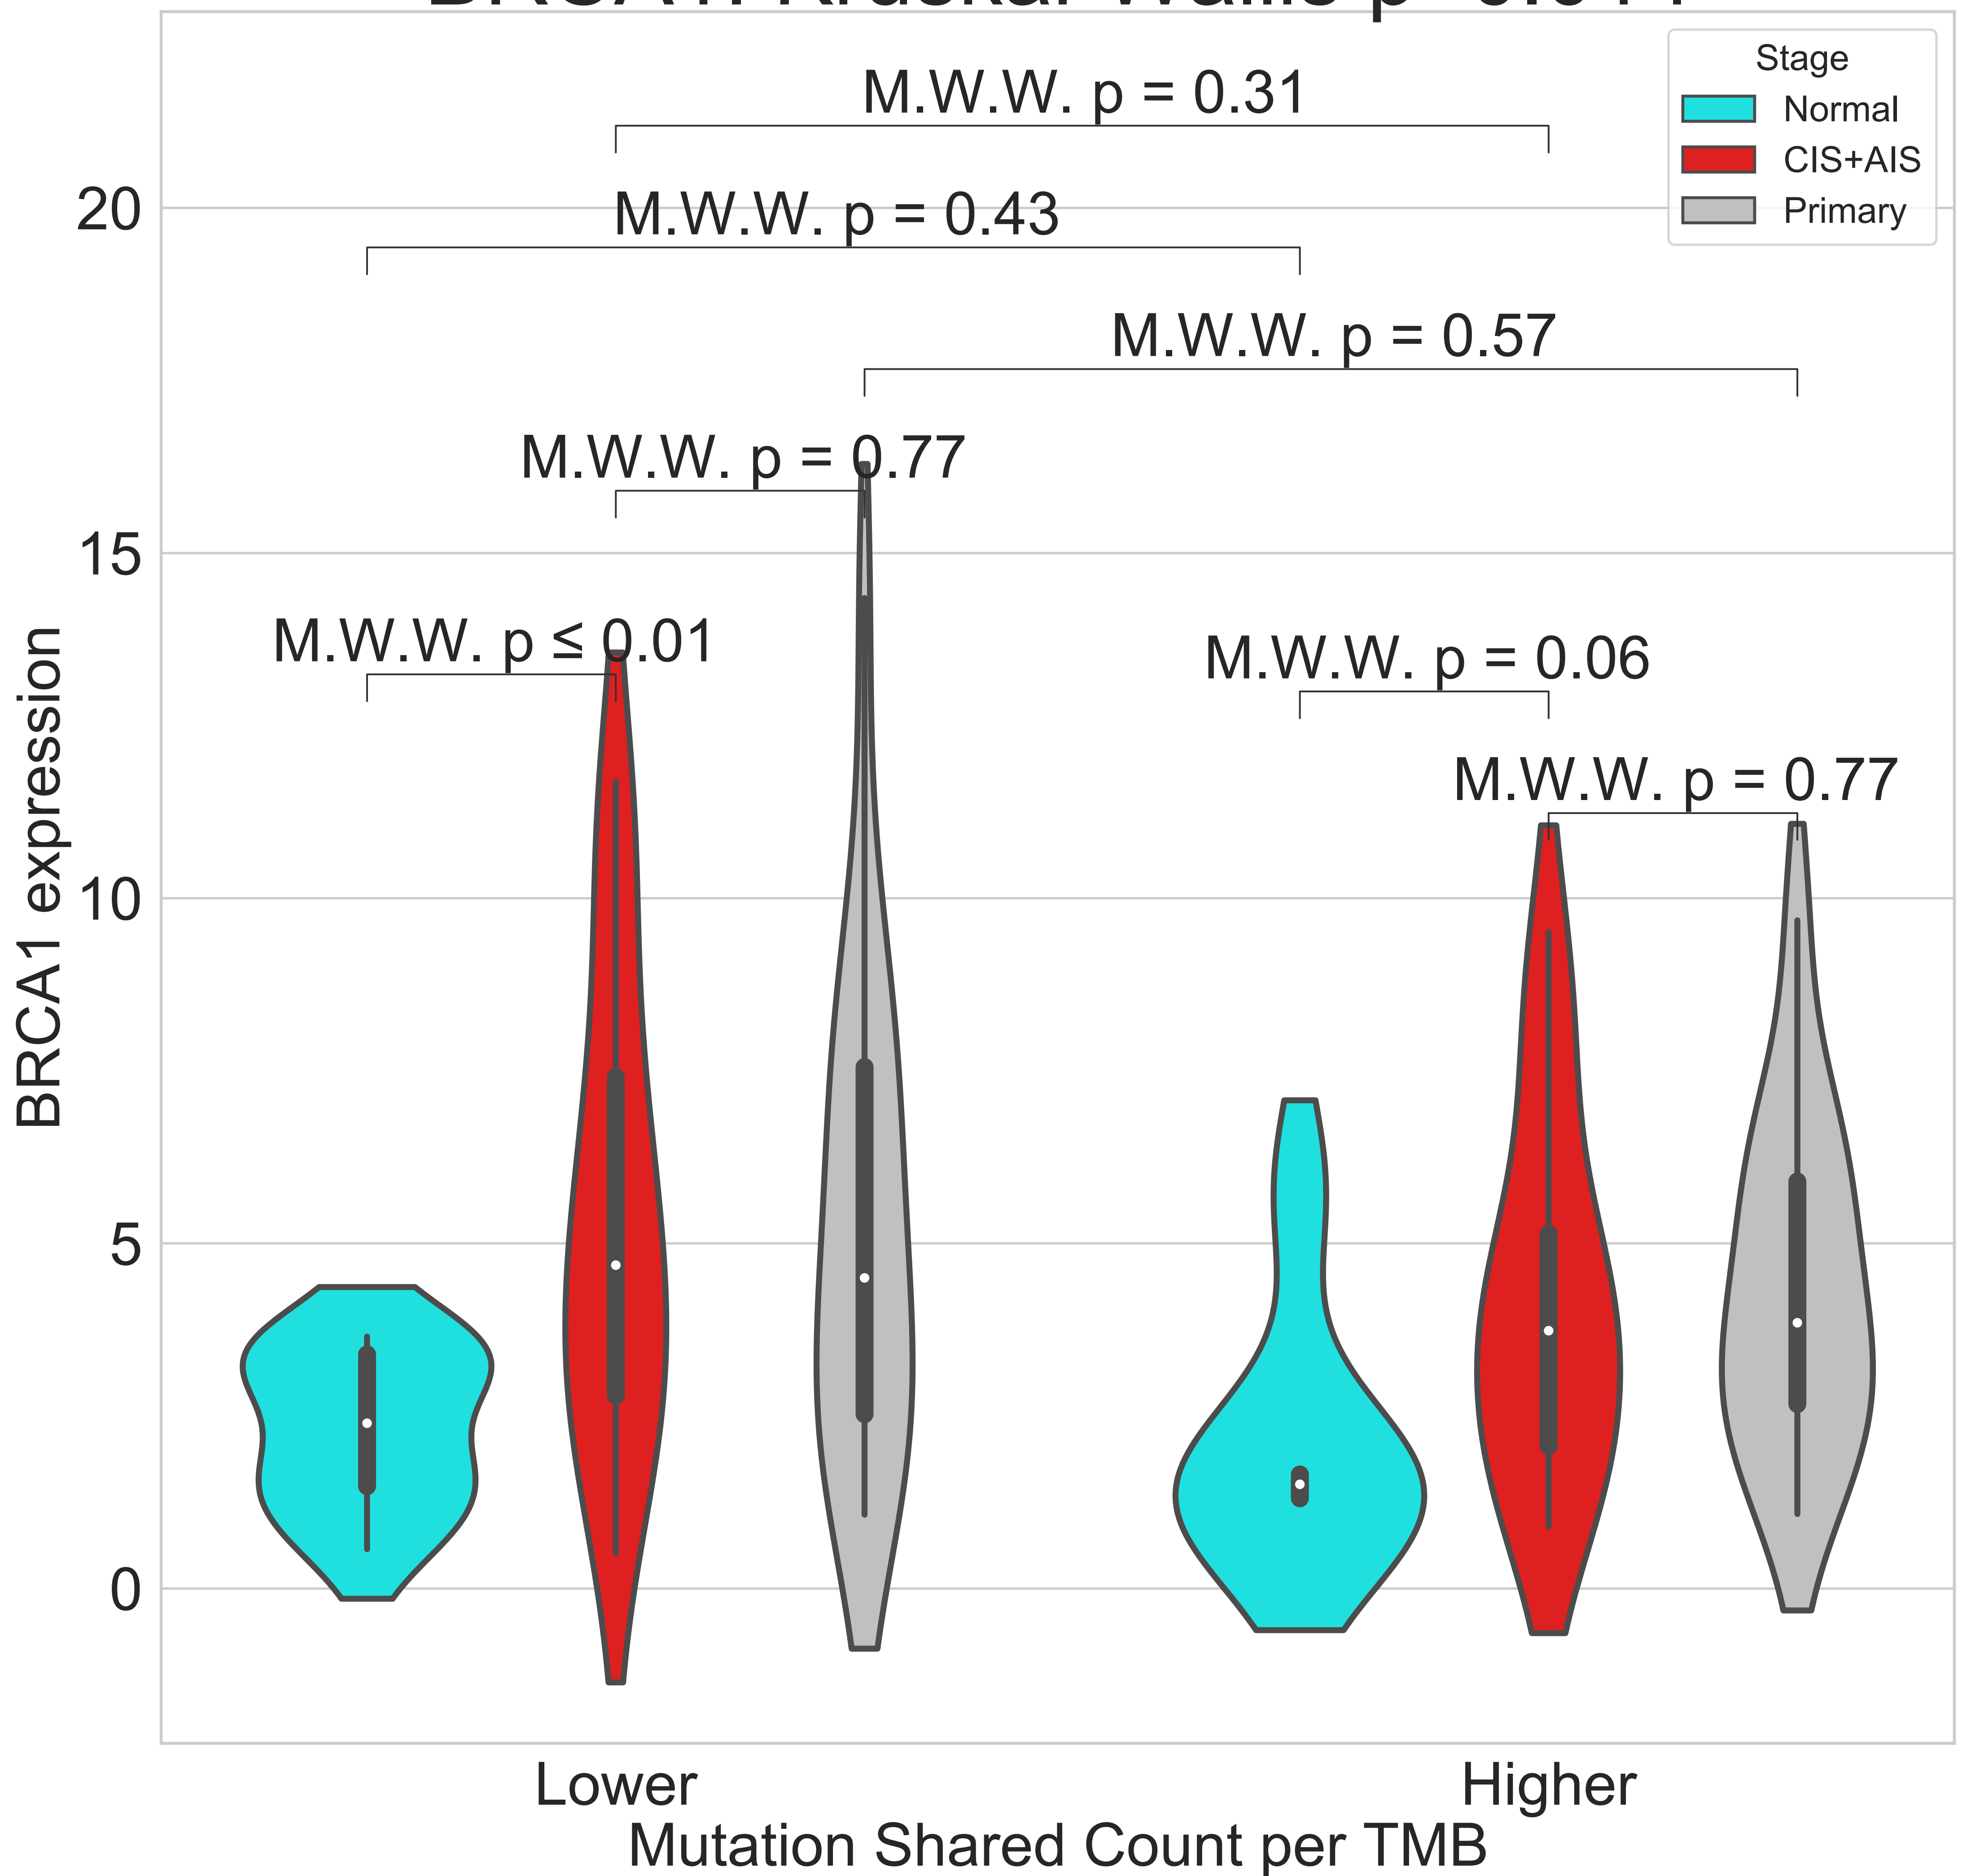 Stage
Normal
CIS+AIS
Primary
M.W.W. p = 0.31
M.W.W. p = 0.43
M.W.W. p = 0.57
M.W.W. p = 0.77
M.W.W. p ≤ 0.01
M.W.W. p = 0.06
M.W.W. p = 0.77
20
15
10
5
0
BRCA1 expression
Lower
Higher
Mutation Shared Count per TMB